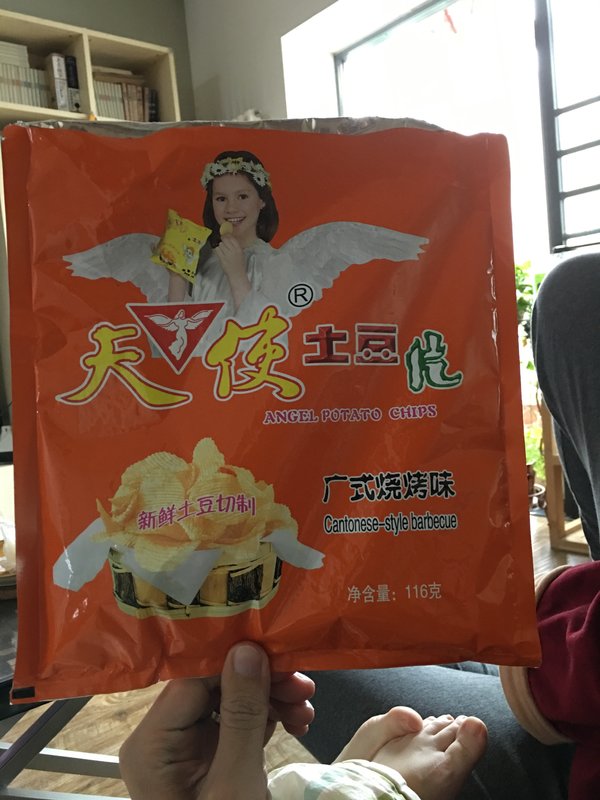 ®
天使土豆片
ANGEL POTATO CHIPS
新鲜土豆切制
广式烧烤味
Cantonese-style barbecue
净含量：116克